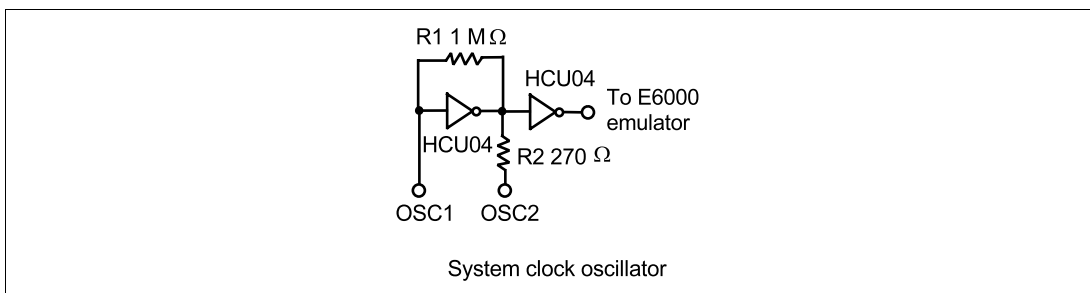 R1 1 MΩ
HCU04
To E6000
emulator
HCU04
R2 270 Ω
OSC1
OSC2
System clock oscillator